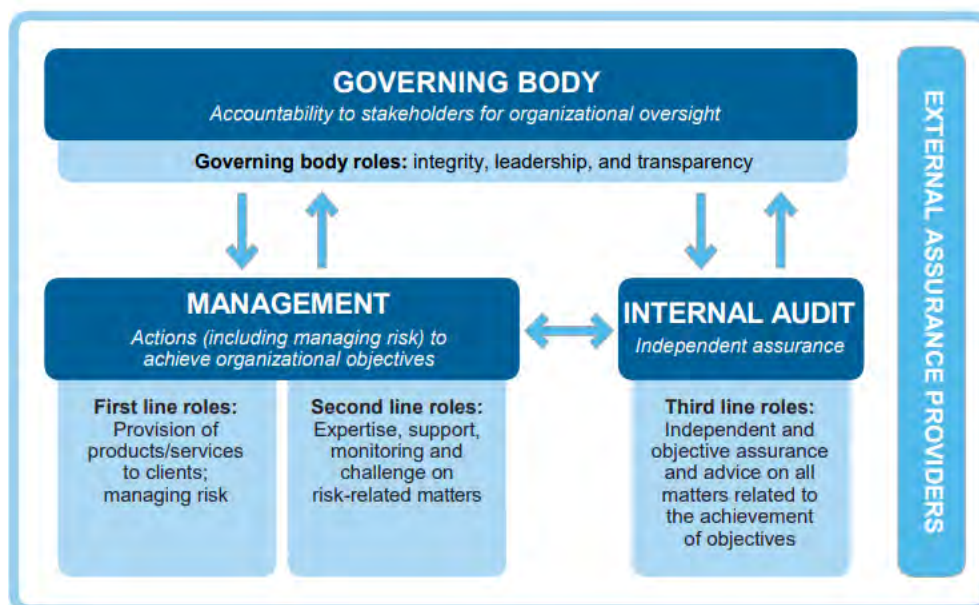 GOVERNING BODY
Accountability to stakeholders for organizational oversight
Governing body roles: integrity, leadership, and transparency
MANAGEMENT
Actions (including managing risk) to
achieve organizational objectives
First line roles:
Provision of
products/services
to clients;
managing risk
Second line roles:
Expertise, support,
monitoring and
challenge on
risk-related matters
INTERNAL AUDIT
Independent assurance
Third line roles:
Independent and
objective assurance
and advice on all
matters related to
the achievement
of objectives
EXTERNAL ASSURANCE PROVIDERS